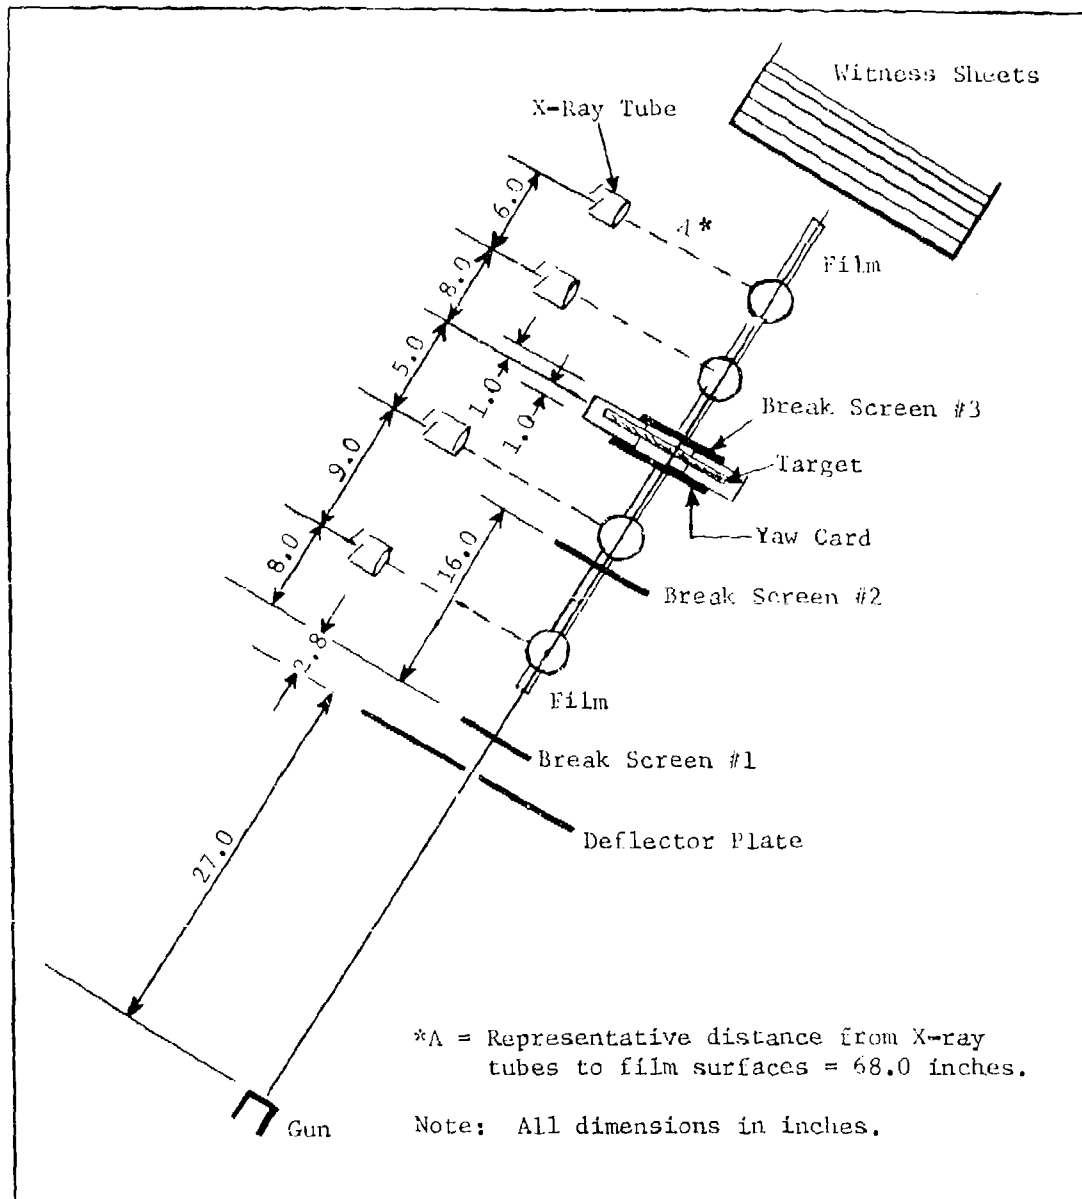 Witness Sheets
X-Ray Tube
A*
Film
6.0
8.0
5.0
1.0
1.0
Break Screen #3
Target
9.0
Yaw Card
16.0
8.0
Break Screen #2
2.8
Film
Break Screen #1
Deflector Plate
27.0
*A = Representative distance from X-ray
tubes to film surfaces = 68.0 inches.
Gun
Note: All dimensions in inches.